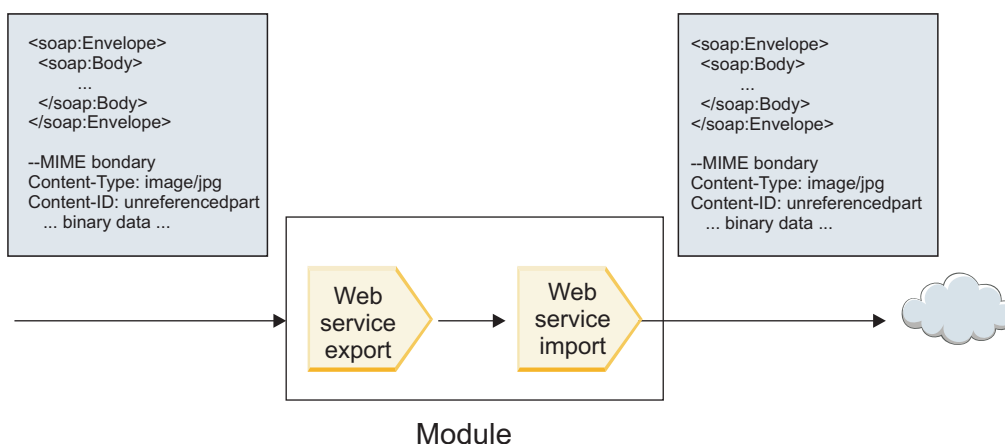 <soap:Envelope>
<soap:Body>
...
</soap:Body>
</soap:Envelope>
--MIME bondary
Content-Type: image/jpg
Content-ID: unreferencedpart
... binary data ...
<soap:Envelope>
<soap:Body>
...
</soap:Body>
</soap:Envelope>
--MIME bondary
Content-Type: image/jpg
Content-ID: unreferencedpart
... binary data ...
Web
service
export
Web
service
import
Module